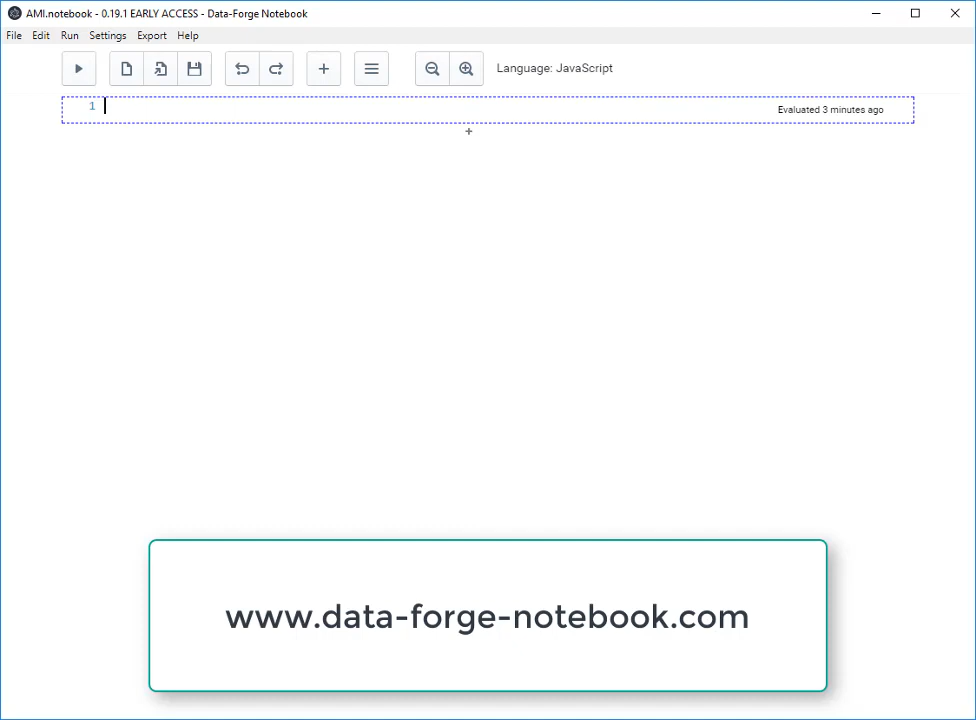 AMI.notebook - 0.19.1 EARLY ACCESS - Data-Forge Notebook
File Edit Run Settings Export Help
Language: JavaScript
1
Evaluated 3 minutes ago
www.data-forge-notebook.com